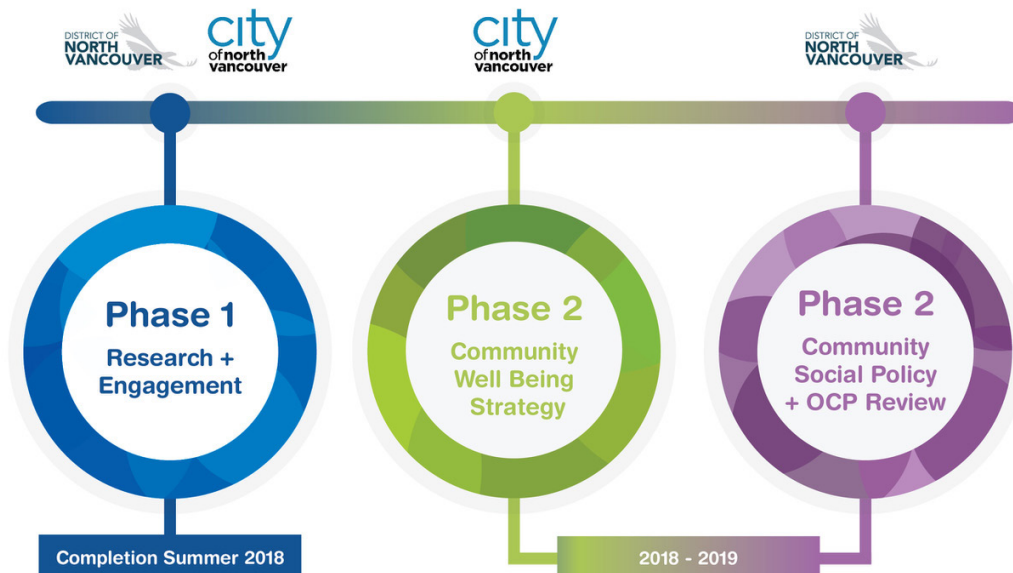 DISTRICT OF
NORTH
VANCOUVER
city
of north
vancouver
city
of north
vancouver
DISTRICT OF
NORTH
VANCOUVER
Phase 1
Research +
Engagement
Phase 2
Community
Well Being
Strategy
Phase 2
Community
Social Policy
+ OCP Review
Completion Summer 2018
2018 - 2019